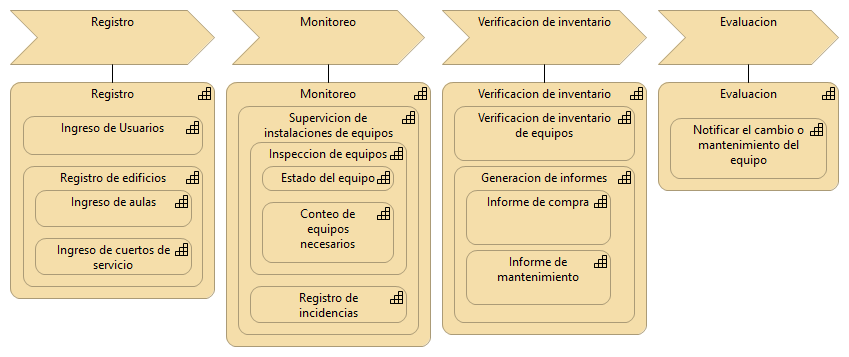 Registro
Monitoreo
Verificacion de inventario
Evaluacion
Registro
Ingreso de Usuarios
Registro de edificios
Ingreso de aulas
Ingreso de cuertos de
servicio
Monitoreo
Supervicion de
instalaciones de equipos
Inspeccion de equipos
Estado del equipo
Conteo de
equipos
necesarios
Registro de
incidencias
Verificacion de inventario
Verificacion de inventario
de equipos
Generacion de informes
Informe de compra
Informe de
mantenimiento
Evaluacion
Notificar el cambio o
mantenimiento del
equipo